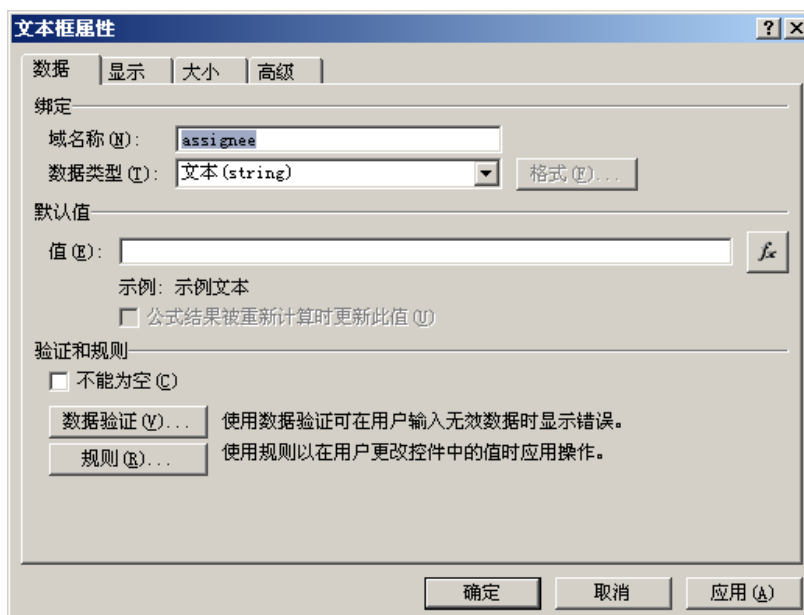 文本框属性
数据 显示 大小 高级
绑定
域名称(N): assignee
数据类型(T): 文本(string) 格式(F)...
默认值
值(E): fx
示例: 示例文本
公式结果被重新计算时更新此值(U)
验证和规则
不能为空(C)
数据验证(V)... 使用数据验证可在用户输入无效数据时显示错误。
规则(R)... 使用规则以在用户更改控件中的值时应用操作。
确定 取消 应用(A)